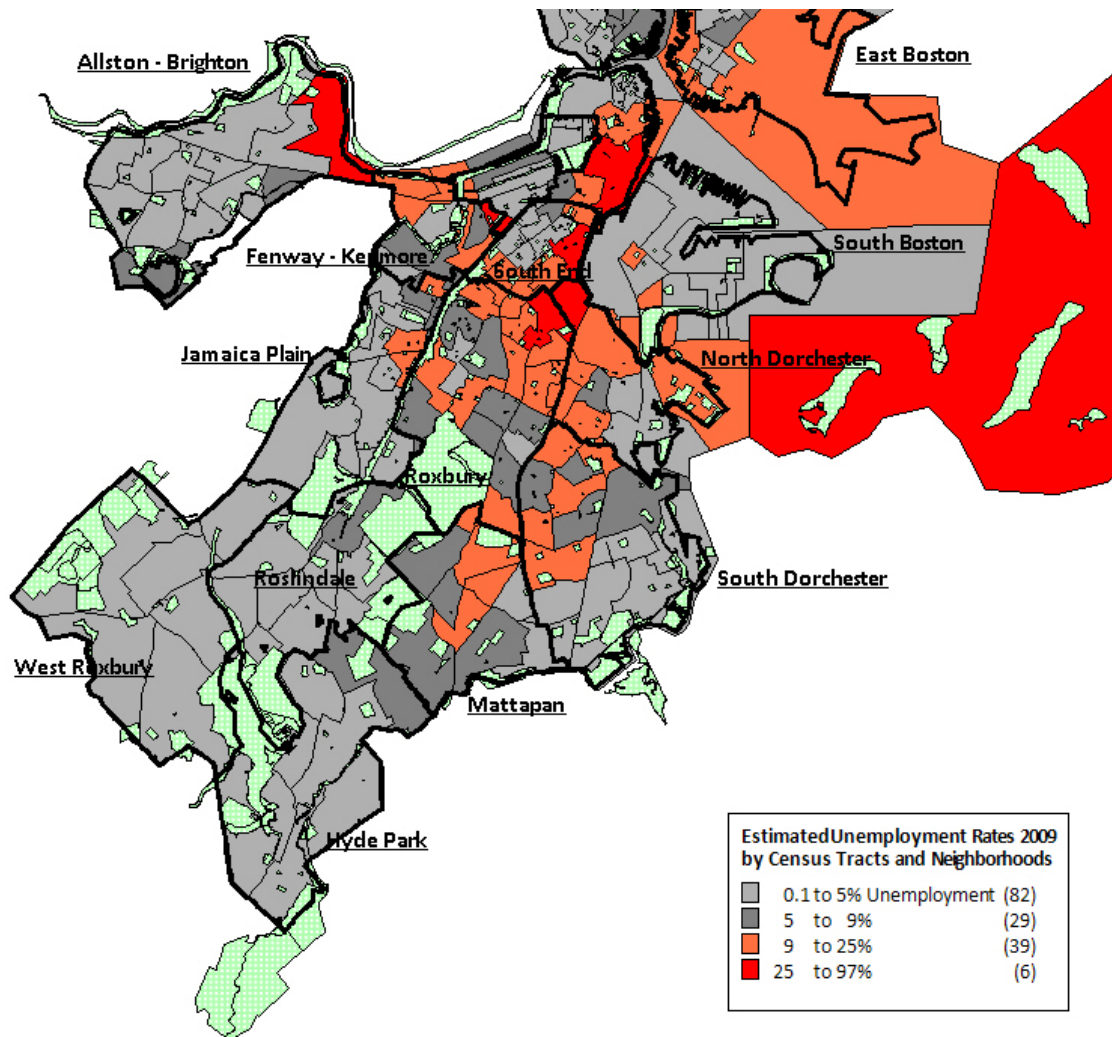 Allston - Brighton
East Boston
Fenway - Kenmore
South End
South Boston
Jamaica Plain
North Dorchester
Roxbury
Roslindale
South Dorchester
West Roxbury
Mattapan
Hyde Park
Estimated Unemployment Rates 2009
by Census Tracts and Neighborhoods
0.1 to 5% Unemployment (82)
5 to 9% (29)
9 to 25% (39)
25 to 97% (6)